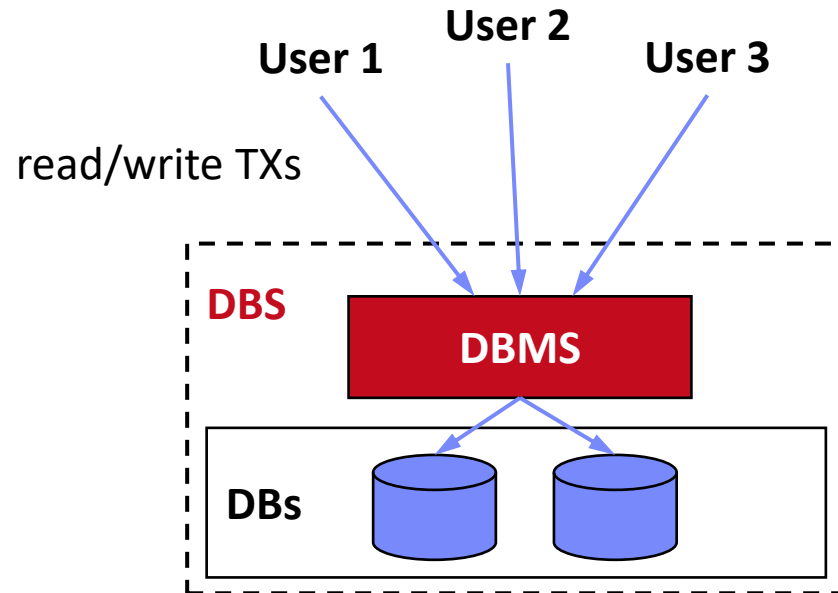 User 1
User 2
User 3
read/write TXs
DBS
DBMS
DBs